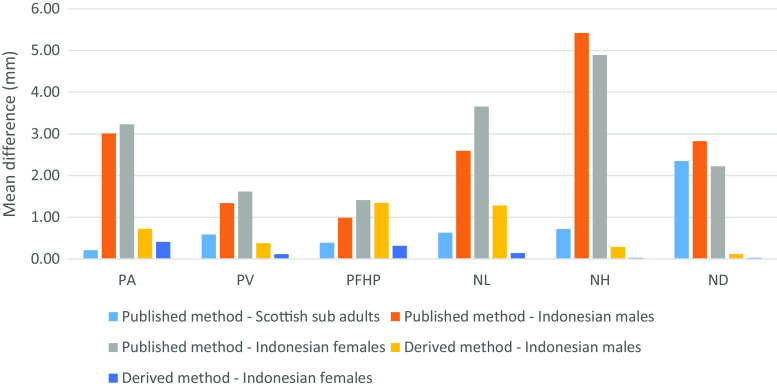 6.00
5.00
4.00
3.00
2.00
1.00
0.00
Mean difference (mm)
PA PV PFHP NL NH ND
Published method - Scottish sub adults Published method - Indonesian males
Published method - Indonesian females Derived method - Indonesian males
Derived method - Indonesian females